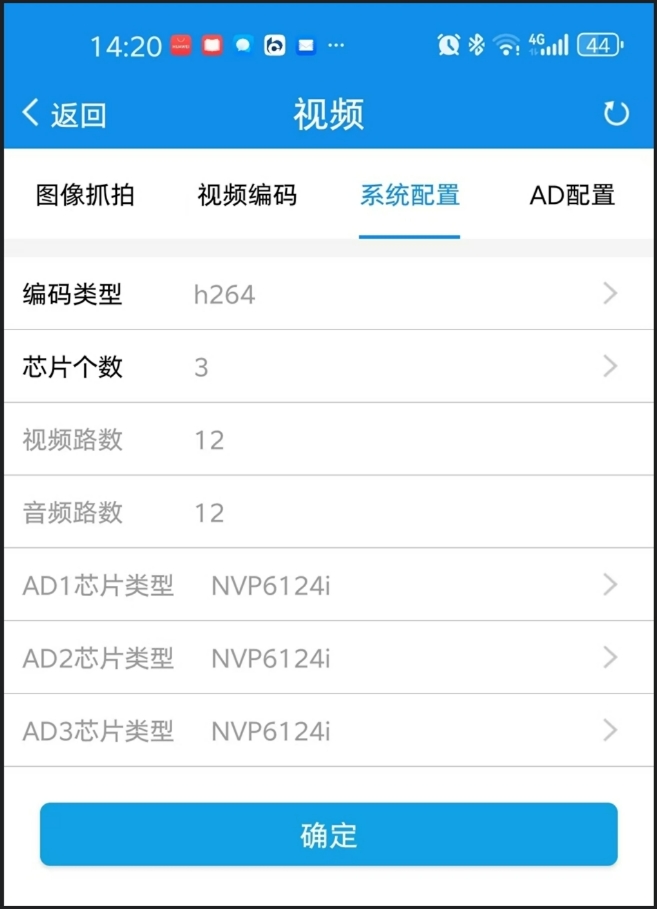 14:20 4G 44
返回 视频
图像抓拍 视频编码 系统配置 AD配置
编码类型 h264
芯片个数 3
视频路数 12
音频路数 12
AD1芯片类型 NVP6124i
AD2芯片类型 NVP6124i
AD3芯片类型 NVP6124i
确定